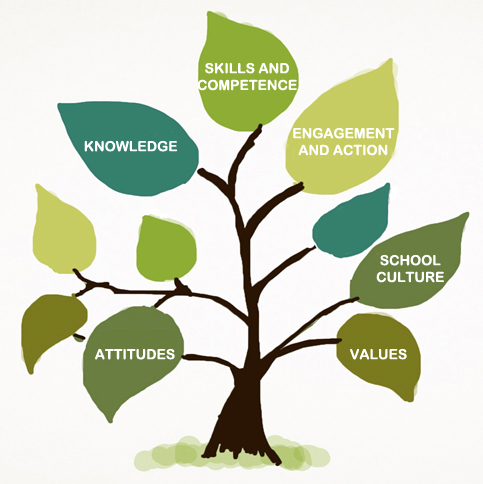 SKILLS AND
COMPETENCE
ENGAGEMENT
AND ACTION
KNOWLEDGE
SCHOOL
CULTURE
ATTITUDES
VALUES